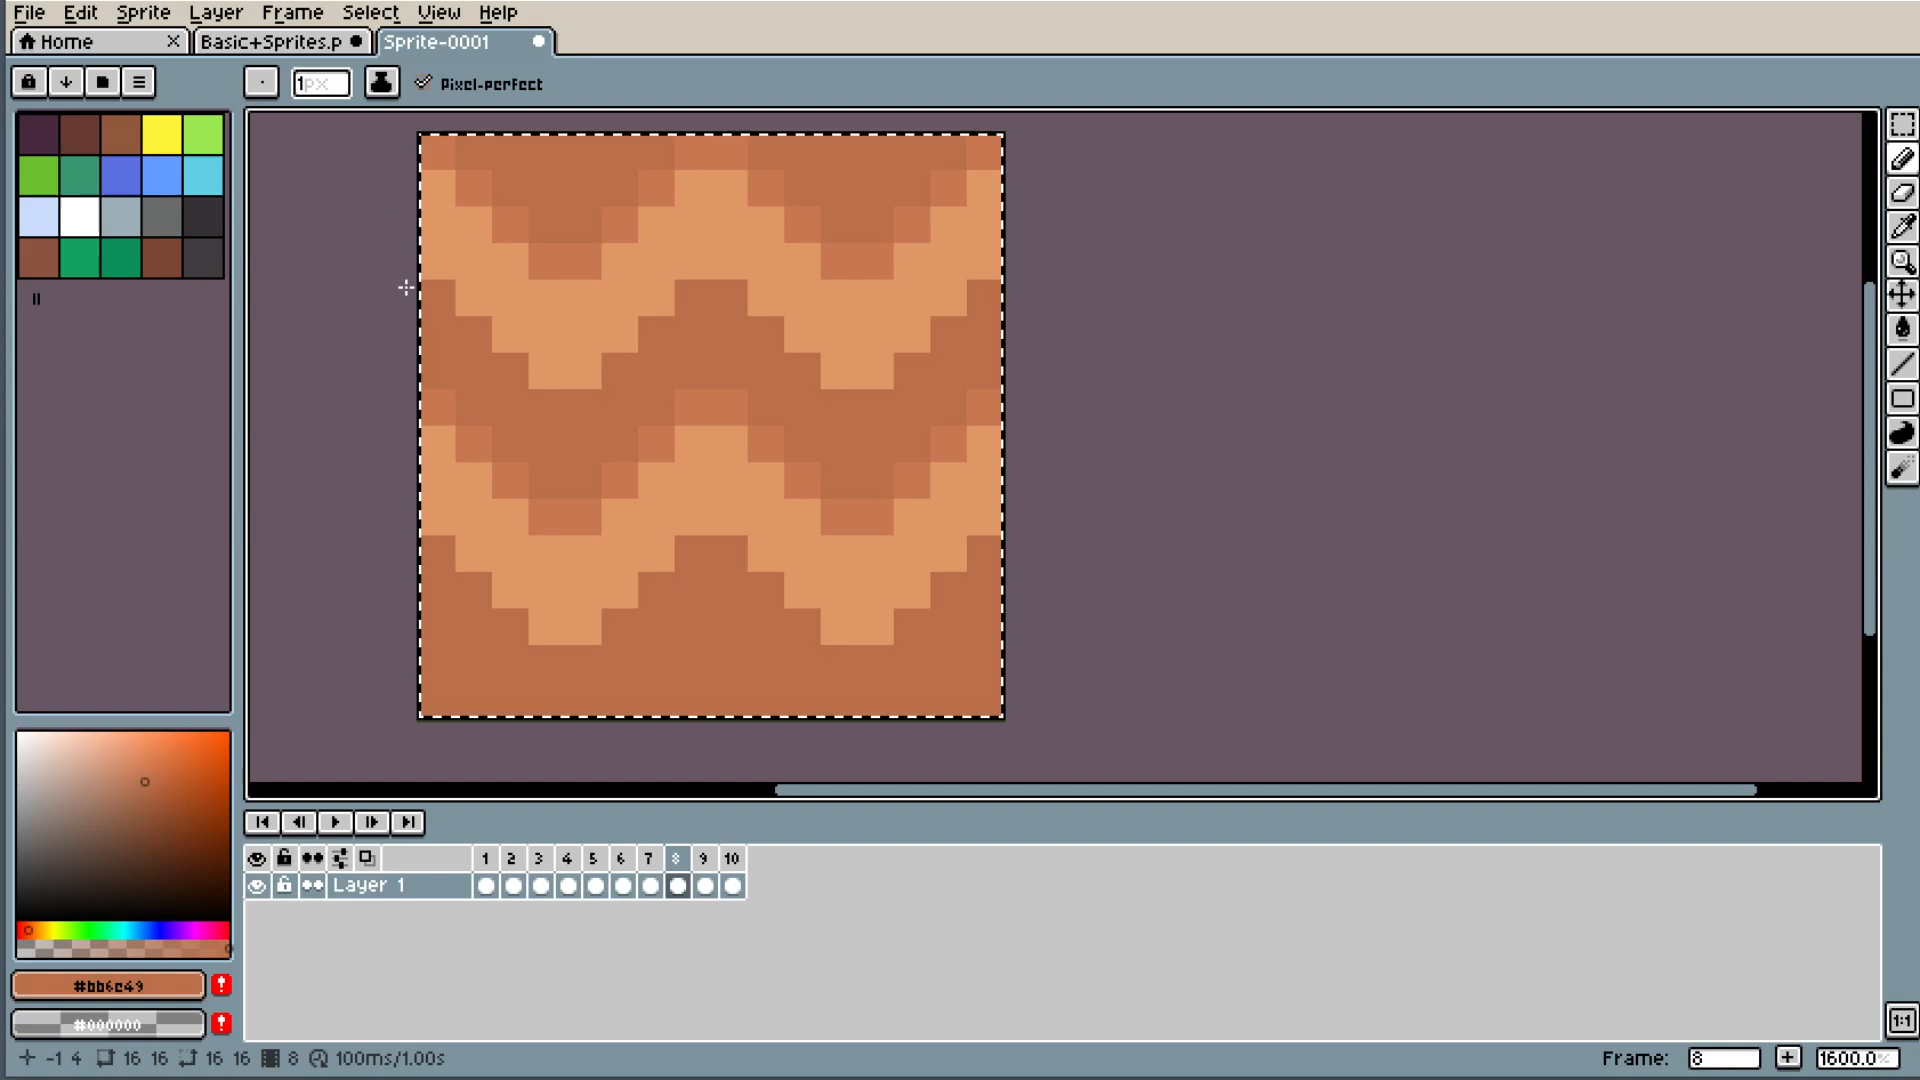 File Edit Sprite Layer Frame Select View Help
Home Basic+Sprites.p Sprite-0001
1px Pixel-perfect
1 2 3 4 5 6 7 8 9 10
Layer 1
#bb6c49
#000000
-1 4 16 16 16 16 8 100ms/1.00s
Frame: 8 1600.0%
1:1